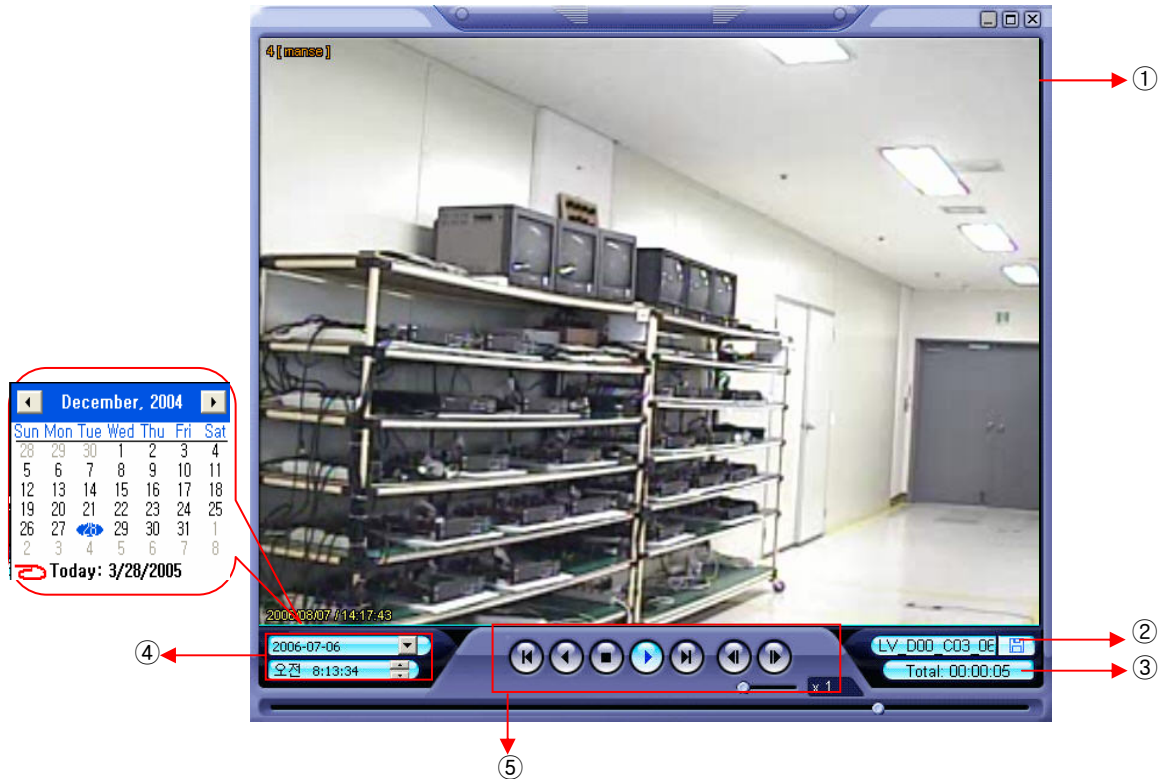 4 [ manse ]
①
December, 2004
Sun Mon Tue Wed Thu Fri Sat
28 29 30 1 2 3 4
5 6 7 8 9 10 11
12 13 14 15 16 17 18
19 20 21 22 23 24 25
26 27 28 29 30 31 1
2 3 4 5 6 7 8
Today: 3/28/2005
2006/08/07 / 14:17:43
④
2006-07-06
오전 8:13:34
x 1
LV_D00_C03_06
②
Total: 00:00:05
③
⑤